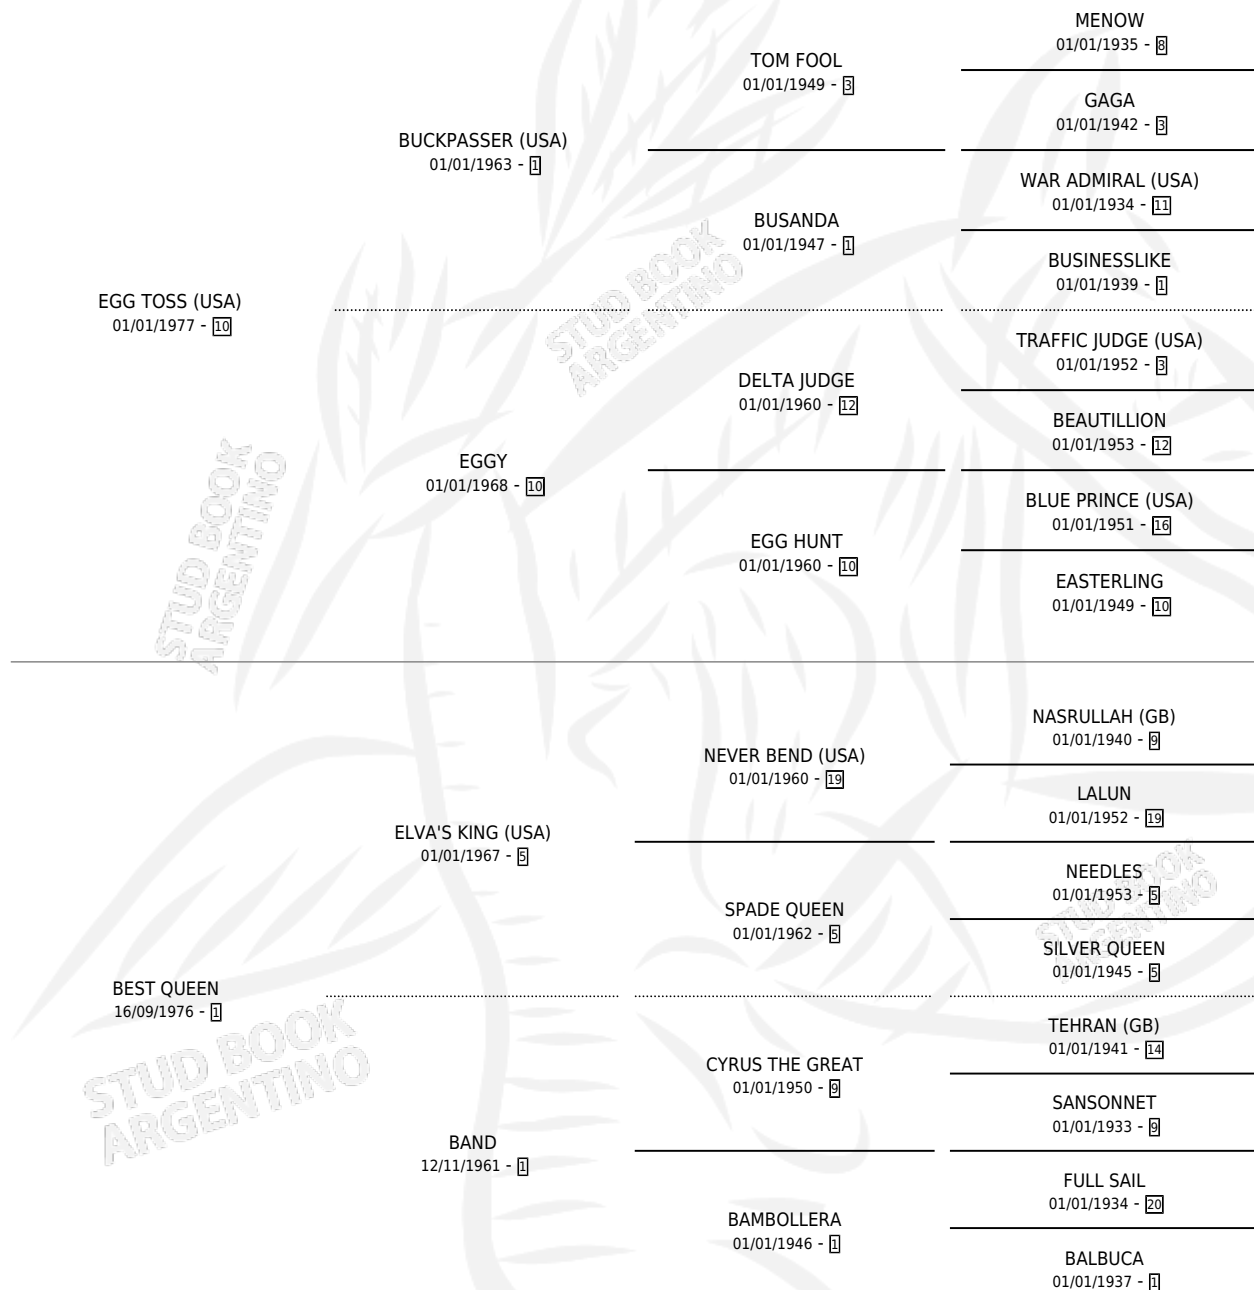 MENOW
01/01/1935 - 8
TOM FOOL
01/01/1949 - 3
GAGA
01/01/1942 - 3
BUCKPASSER (USA)
01/01/1963 - 1
WAR ADMIRAL (USA)
01/01/1934 - 11
BUSANDA
01/01/1947 - 1
BUSINESSLIKE
01/01/1939 - 1
EGG TOSS (USA)
01/01/1977 - 10
STUD BOOK
ARGENTINO
TRAFFIC JUDGE (USA)
01/01/1952 - 3
DELTA JUDGE
01/01/1960 - 12
BEAUTILLION
01/01/1953 - 12
EGGY
01/01/1968 - 10
BLUE PRINCE (USA)
01/01/1951 - 16
EGG HUNT
01/01/1960 - 10
EASTERLING
01/01/1949 - 10
STUD BOOK
ARGENTINO
NASRULLAH (GB)
01/01/1940 - 9
NEVER BEND (USA)
01/01/1960 - 19
LALUN
01/01/1952 - 19
ELVA'S KING (USA)
01/01/1967 - 5
NEEDLES
01/01/1953 - 5
SPADE QUEEN
01/01/1962 - 5
SILVER QUEEN
01/01/1945 - 5
STUD BOOK
ARGENTINO
BEST QUEEN
16/09/1976 - 1
TEHRAN (GB)
01/01/1941 - 14
CYRUS THE GREAT
01/01/1950 - 9
SANSONNET
01/01/1933 - 9
STUD BOOK
ARGENTINO
BAND
12/11/1961 - 1
FULL SAIL
01/01/1934 - 20
BAMBOLLERA
01/01/1946 - 1
BALBUCA
01/01/1937 - 1